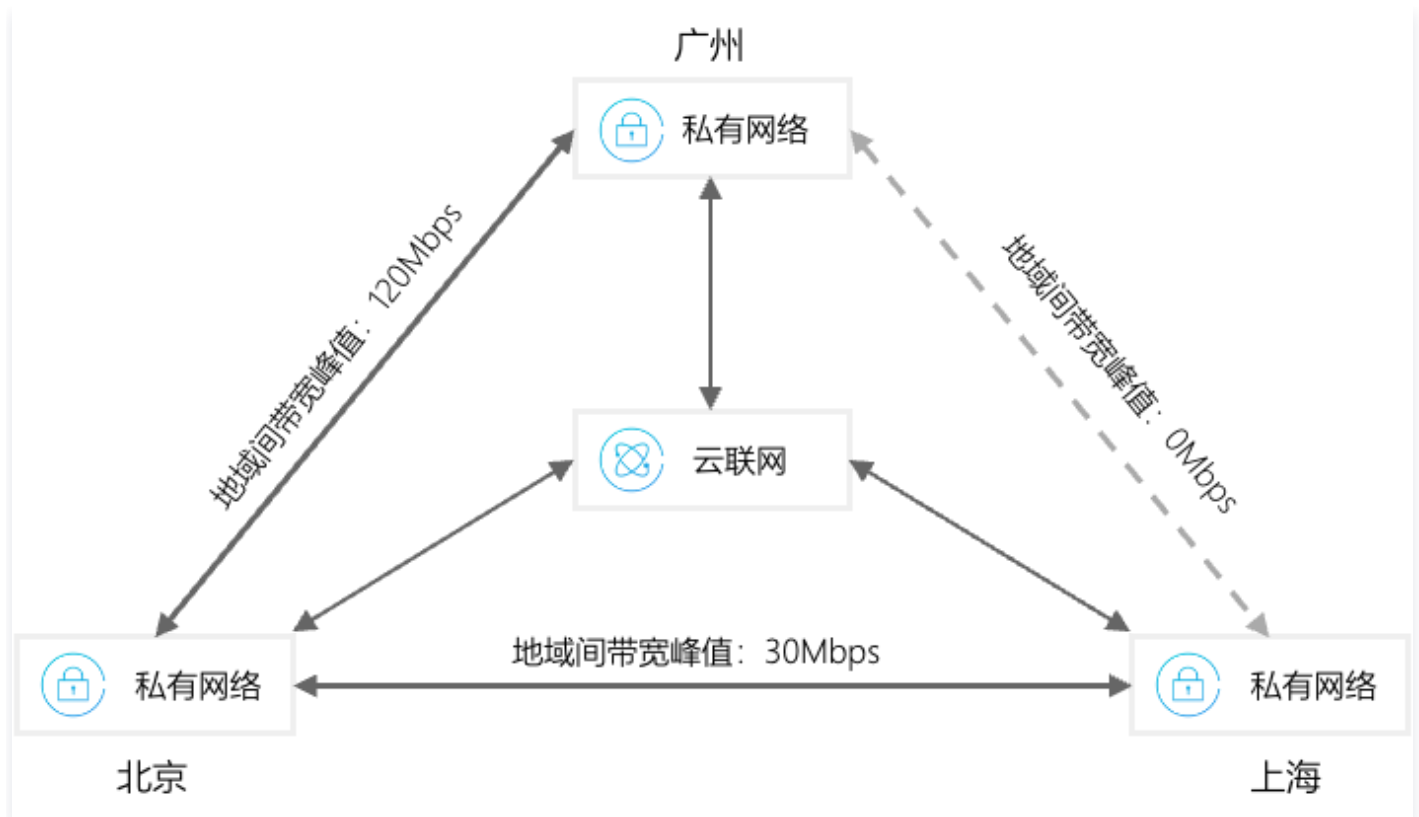 广州
私有网络
地域间带宽峰值：120Mbps
地域间带宽峰值：0Mbps
云联网
地域间带宽峰值：30Mbps
私有网络
私有网络
北京
上海